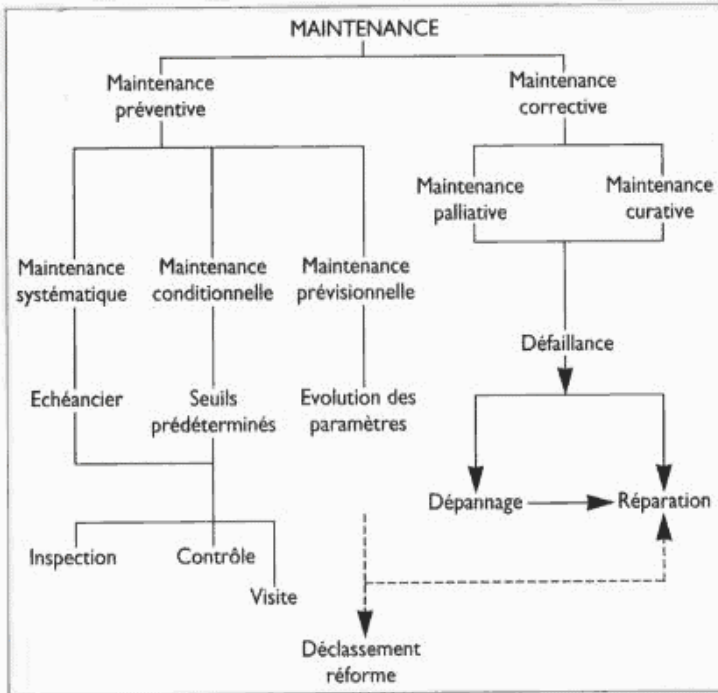 MAINTENANCE
Maintenance
préventive
Maintenance
corrective
Maintenance
palliative
Maintenance
curative
Maintenance
systématique
Maintenance
conditionnelle
Maintenance
prévisionnelle
Défaillance
Echéancier
Seuils
prédéterminés
Evolution des
paramètres
Dépannage
Réparation
Inspection
Contrôle
Visite
Déclassement
réforme